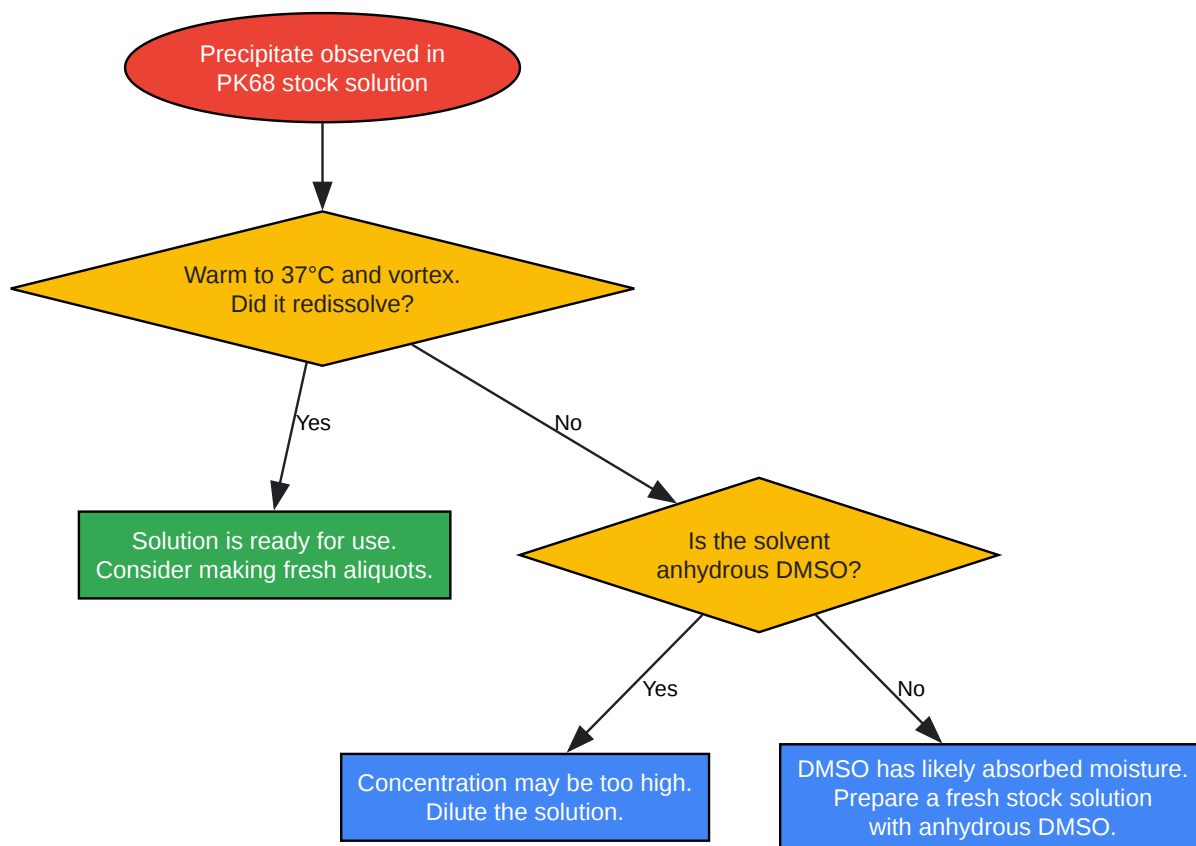 Precipitate observed in
PK68 stock solution
Warm to 37°C and vortex.
Did it redissolve?
Yes
No
Solution is ready for use.
Consider making fresh aliquots.
Is the solvent
anhydrous DMSO?
Yes
No
Concentration may be too high.
Dilute the solution.
DMSO has likely absorbed moisture.
Prepare a fresh stock solution
with anhydrous DMSO.